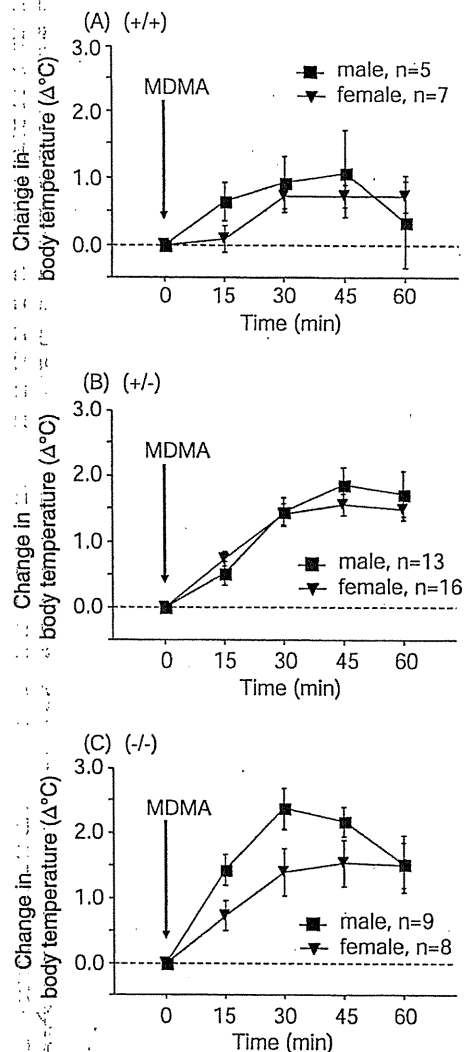 (A) (+/+)
Change in
body temperature (Δ°C)
3.0
2.0
1.0
0.0
MDMA
male, n=5
female, n=7
0 15 30 45 60
Time (min)
(B) (+/-)
Change in
body temperature (Δ°C)
3.0
2.0
1.0
0.0
MDMA
male, n=13
female, n=16
0 15 30 45 60
Time (min)
(C) (-/-)
Change in
body temperature (Δ°C)
3.0
2.0
1.0
0.0
MDMA
male, n=9
female, n=8
0 15 30 45 60
Time (min)